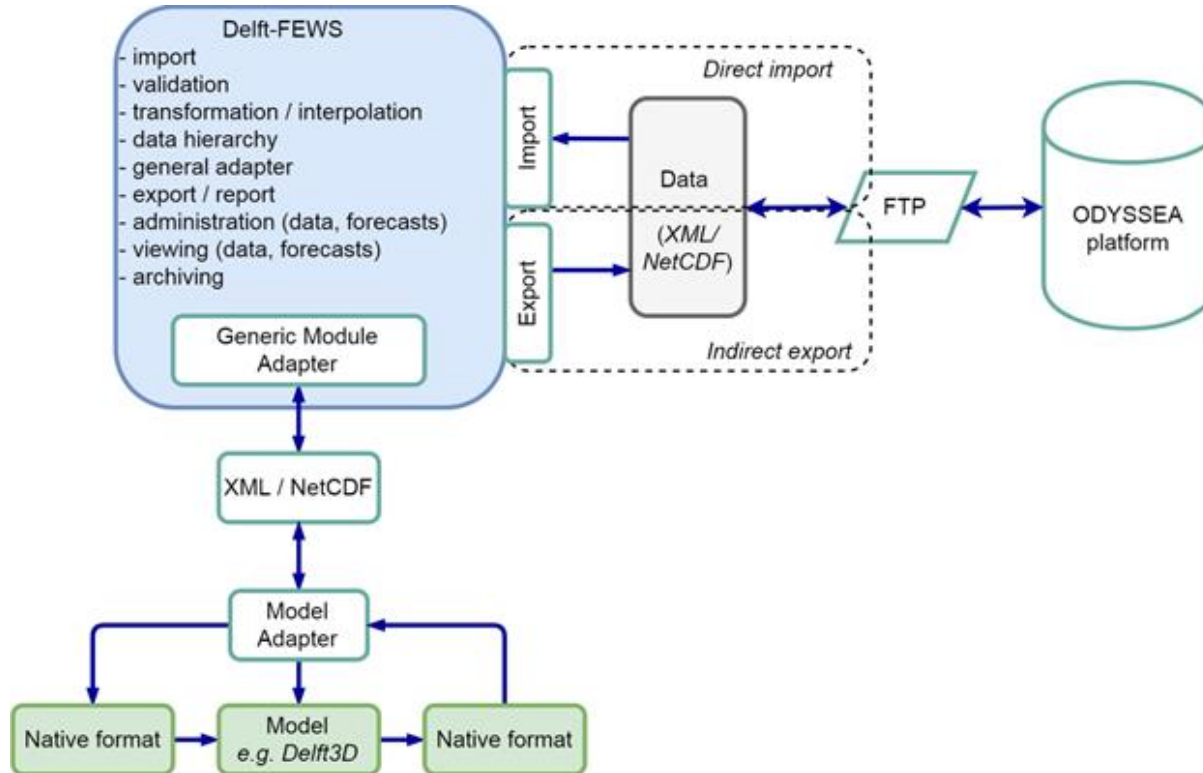 Delft-FEWS
- import
- validation
- transformation / interpolation
- data hierarchy
- general adapter
- export / report
- administration (data, forecasts)
- viewing (data, forecasts)
- archiving
Generic Module
Adapter
Import
Export
Direct import
Data
(XML/
NetCDF)
Indirect export
FTP
ODYSSEA
platform
XML / NetCDF
Model
Adapter
Native format
Model
e.g. Delft3D
Native format